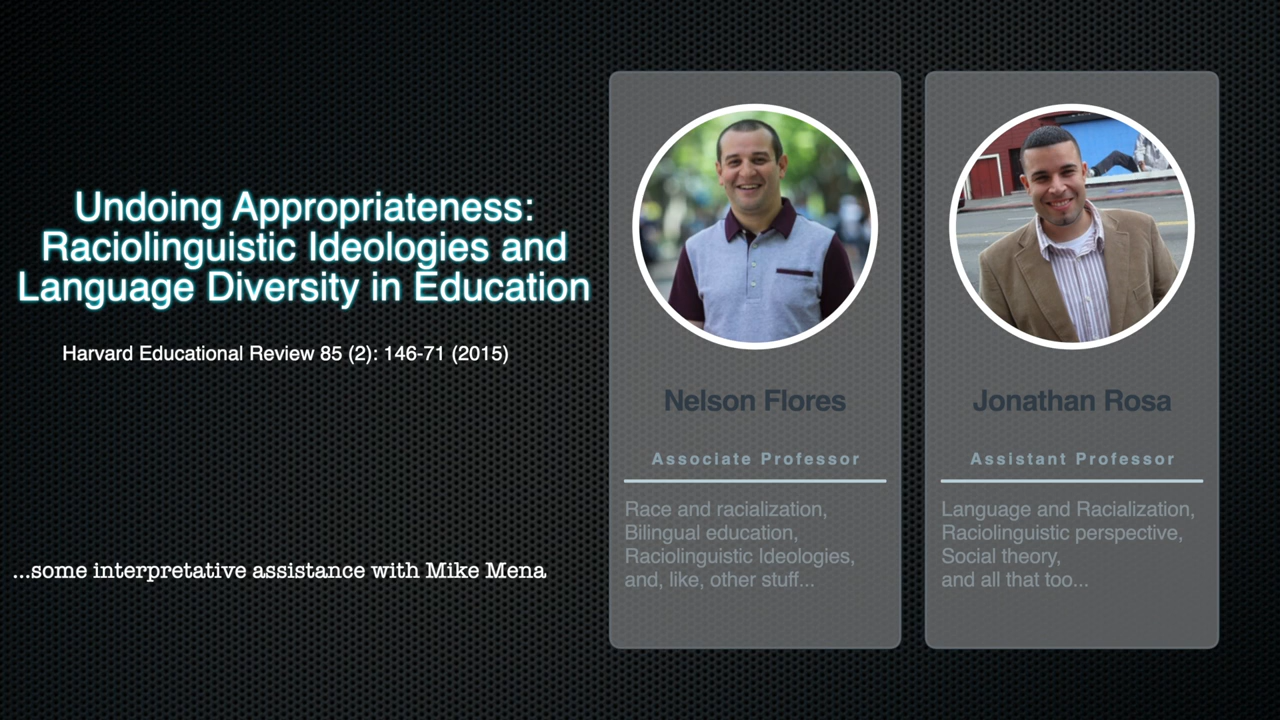 Undoing Appropriateness:
Raciolinguistic Ideologies and
Language Diversity in Education
Harvard Educational Review 85 (2): 146-71 (2015)
...some interpretative assistance with Mike Mena
Nelson Flores
Associate Professor
Race and racialization,
Bilingual education,
Raciolinguistic Ideologies,
and, like, other stuff...
Jonathan Rosa
Assistant Professor
Language and Racialization,
Raciolinguistic perspective,
Social theory,
and all that too...